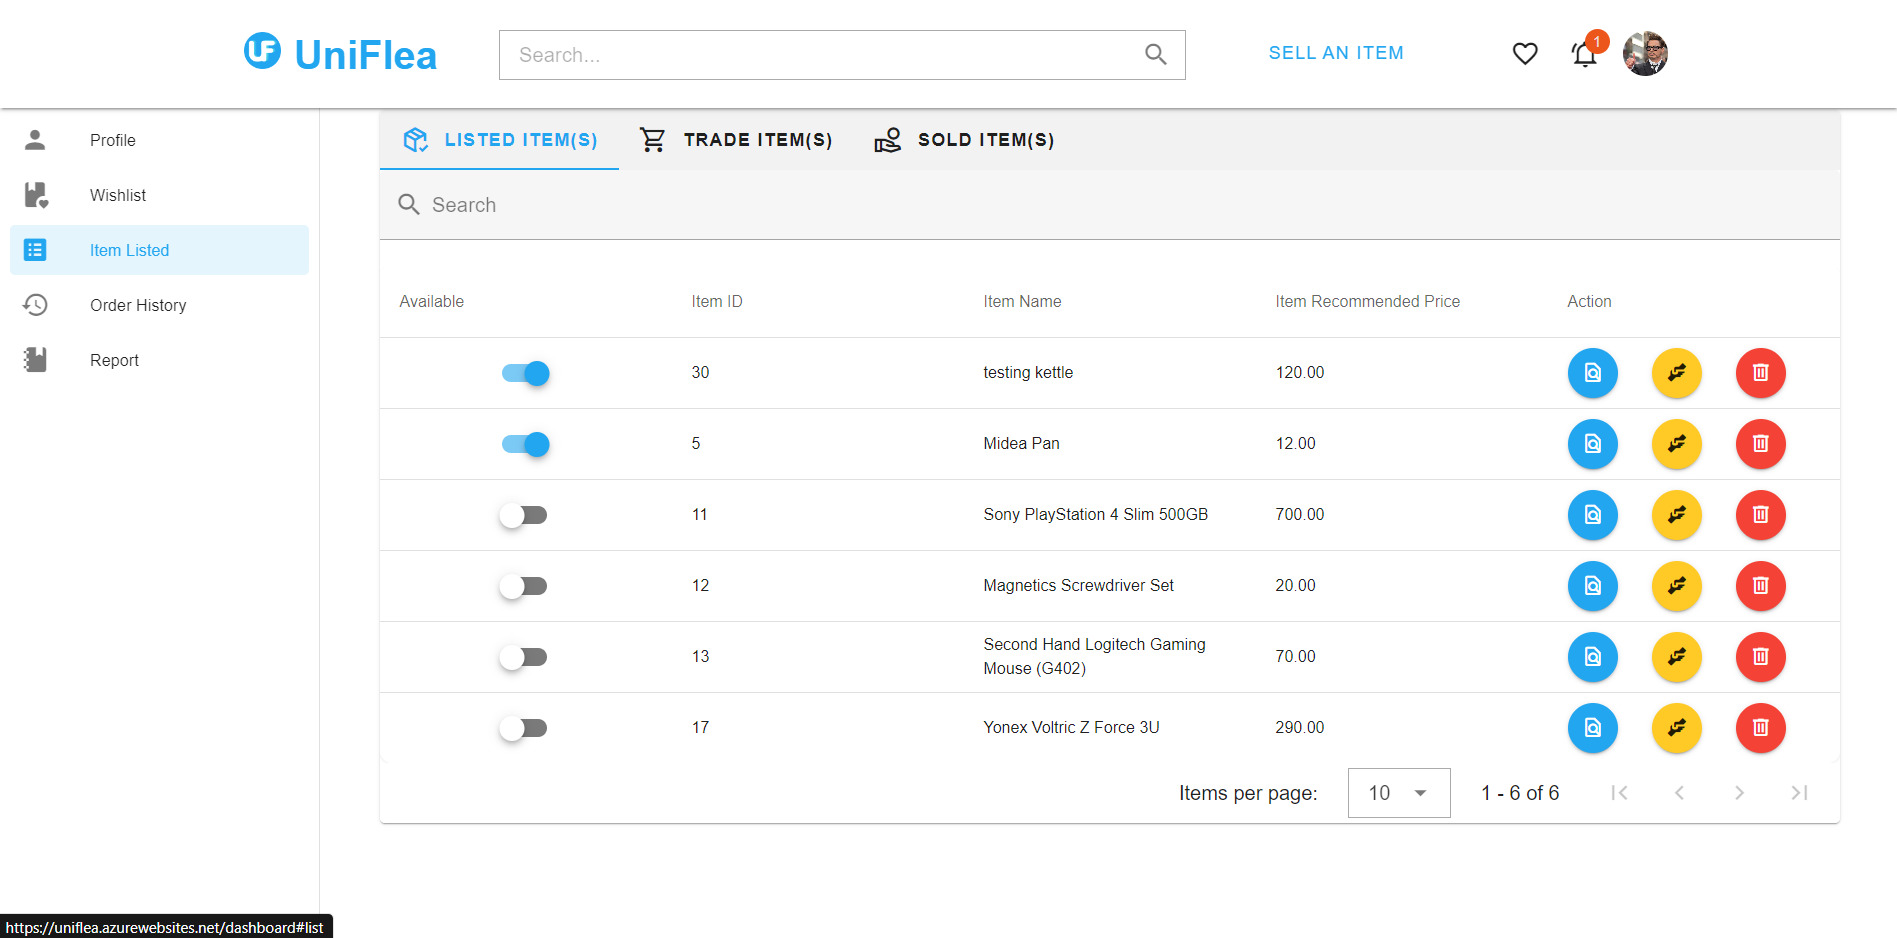 UF UniFlea
Search...
SELL AN ITEM
1
Profile
Wishlist
Item Listed
Order History
Report
LISTED ITEM(S) TRADE ITEM(S) SOLD ITEM(S)
Search
Available Item ID Item Name Item Recommended Price Action
30 testing kettle 120.00
5 Midea Pan 12.00
11 Sony PlayStation 4 Slim 500GB 700.00
12 Magnetics Screwdriver Set 20.00
13 Second Hand Logitech Gaming
Mouse (G402) 70.00
17 Yonex Voltric Z Force 3U 290.00
Items per page: 10 1 - 6 of 6
https://uniflea.azurewebsites.net/dashboard#list